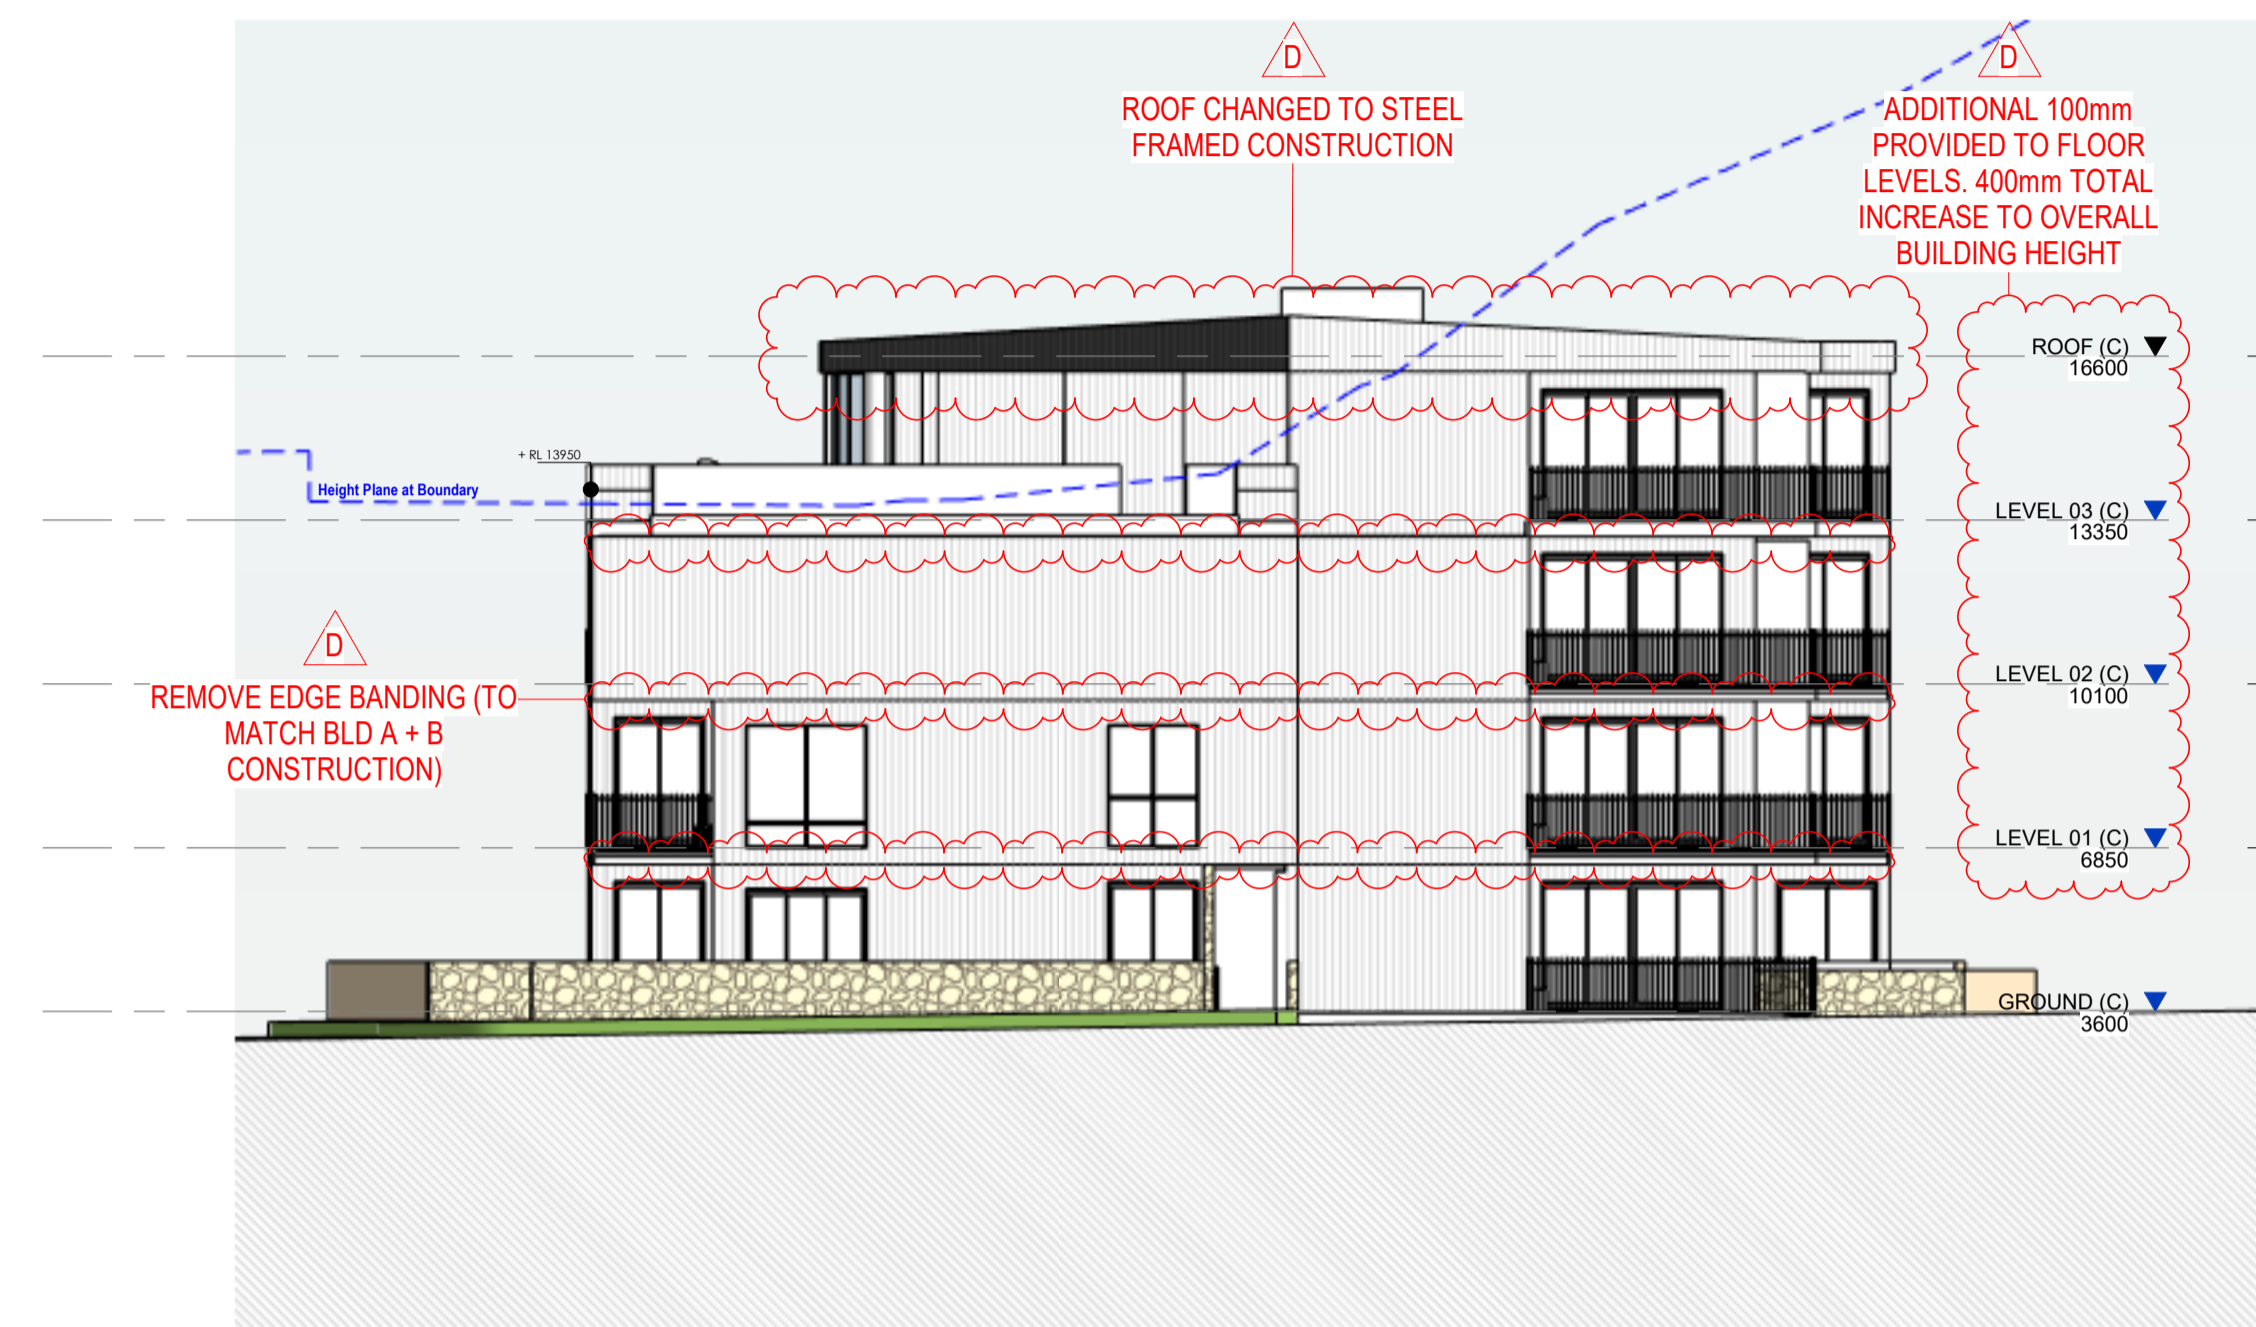 D
ROOF CHANGED TO STEEL
FRAMED CONSTRUCTION
D
ADDITIONAL 100mm
PROVIDED TO FLOOR
LEVELS. 400mm TOTAL
INCREASE TO OVERALL
BUILDING HEIGHT
ROOF (C)
16600
+ RL 13950
Height Plane at Boundary
LEVEL 03 (C)
13350
D
REMOVE EDGE BANDING (TO
MATCH BLD A + B
CONSTRUCTION)
LEVEL 02 (C)
10100
LEVEL 01 (C)
6850
GROUND (C)
3600